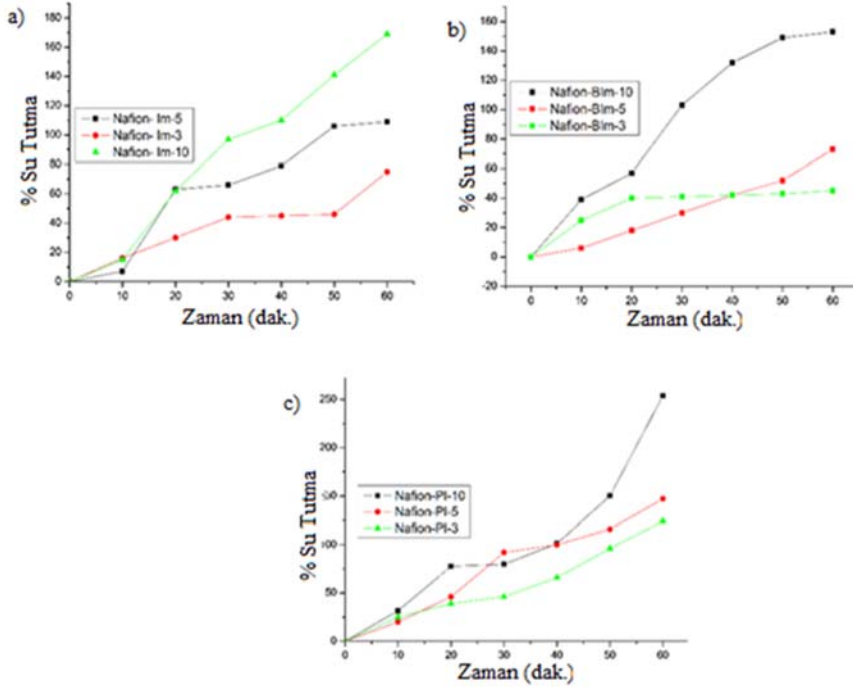 a)
% Su Tutma
180
160
140
120
100
80
60
40
20
0
Nafion- Im-5
Nafion- Im-3
Nafion- Im-10
0 10 20 30 40 50 60
Zaman (dak.)
b)
% Su Tutma
160
140
120
100
80
60
40
20
0
-20
Nafion-BIm-10
Nafion-BIm-5
Nafion-BIm-3
0 10 20 30 40 50 60
Zaman (dak.)
c)
% Su Tutma
250
200
150
100
50
0
Nafion-PI-10
Nafion-PI-5
Nafion-PI-3
0 10 20 30 40 50 60
Zaman (dak.)